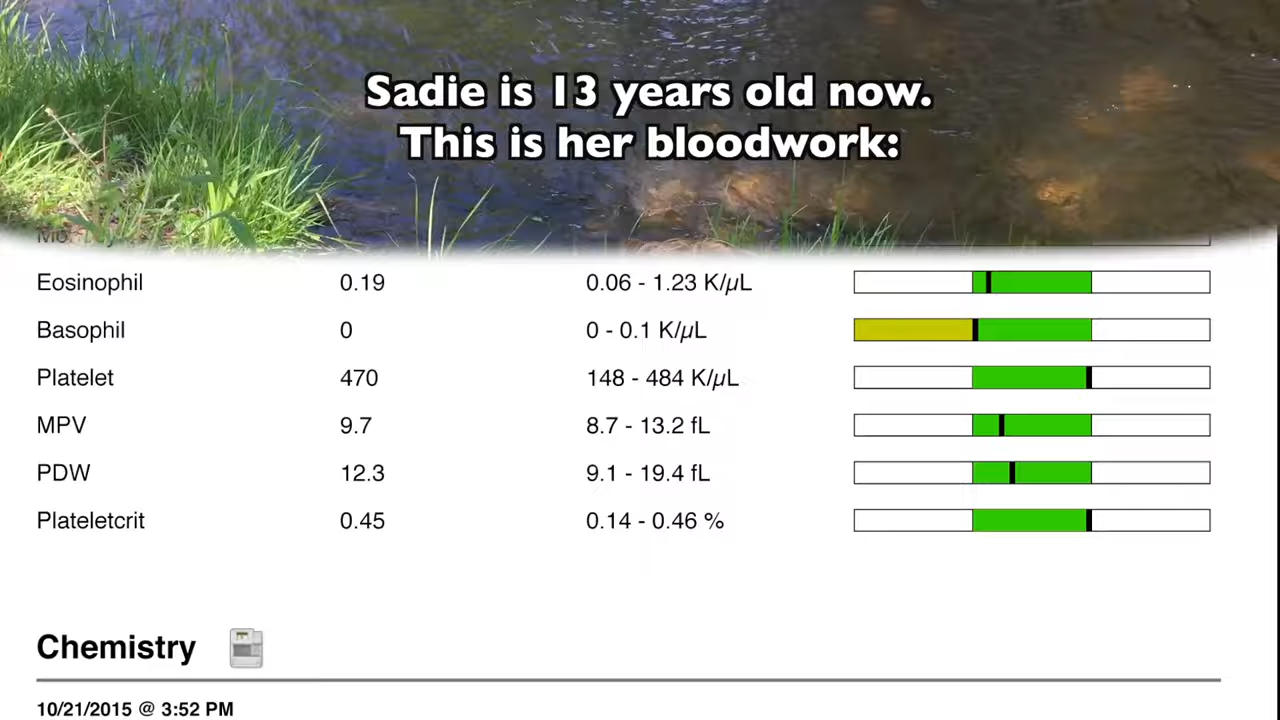 Sadie is 13 years old now.
This is her bloodwork:
Eosinophil 0.19 0.06 - 1.23 K/µL
Basophil 0 0 - 0.1 K/µL
Platelet 470 148 - 484 K/µL
MPV 9.7 8.7 - 13.2 fL
PDW 12.3 9.1 - 19.4 fL
Plateletcrit 0.45 0.14 - 0.46 %
Chemistry
10/21/2015 @ 3:52 PM